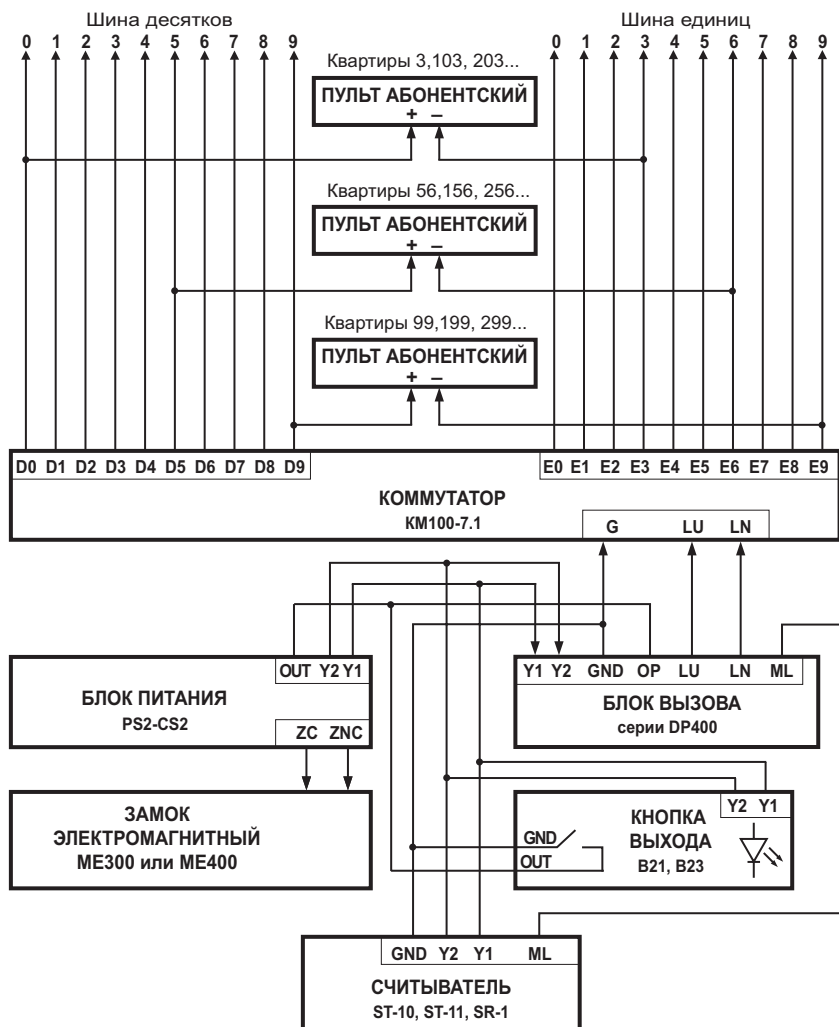 Шина десятков
Шина единиц
0 1 2 3 4 5 6 7 8 9
0 1 2 3 4 5 6 7 8 9
Квартиры 3,103, 203...
ПУЛЬТ АБОНЕНТСКИЙ
+ –
Квартиры 56,156, 256...
ПУЛЬТ АБОНЕНТСКИЙ
+ –
Квартиры 99,199, 299...
ПУЛЬТ АБОНЕНТСКИЙ
+ –
D0 D1 D2 D3 D4 D5 D6 D7 D8 D9
E0 E1 E2 E3 E4 E5 E6 E7 E8 E9
КОММУТАТОР
КМ100-7.1
G LU LN
OUT Y2 Y1
БЛОК ПИТАНИЯ
PS2-CS2
ZC ZNC
Y1 Y2 GND OP LU LN ML
БЛОК ВЫЗОВА
серии DP400
ЗАМОК
ЭЛЕКТРОМАГНИТНЫЙ
ME300 или ME400
Y2 Y1
КНОПКА
ВЫХОДА
B21, B23
GND
OUT
GND Y2 Y1 ML
СЧИТЫВАТЕЛЬ
ST-10, ST-11, SR-1